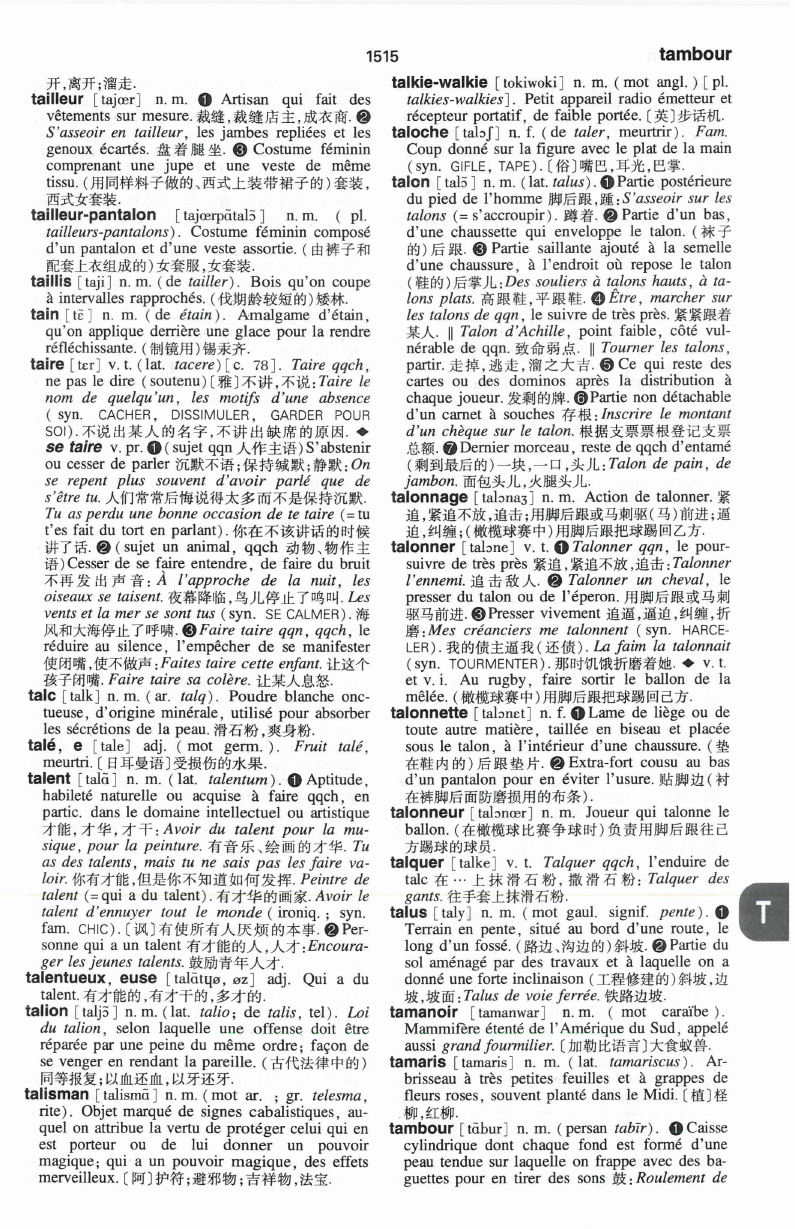 1515
tambour
开,离开;溜走.
tailleur [tajœr] n. m. ❶ Artisan qui fait des
vêtements sur mesure. 裁缝,裁缝店主,成衣商. ❷
S'asseoir en tailleur, les jambes repliées et les
genoux écartés. 盘着腿坐. ❸ Costume féminin
comprenant une jupe et une veste de même
tissu. (用同样料子做的、西式上装带裙子的)套装,
西式女套装.
tailleur-pantalon [tajœrpɑ̃talɔ̃] n. m. ( pl.
tailleurs-pantalons). Costume féminin composé
d'un pantalon et d'une veste assortie. (由裤子和
配套上衣组成的)女套服,女套装.
taillis [taji] n. m. (de tailler). Bois qu'on coupe
à intervalles rapprochés. (伐期龄较短的)矮林.
tain [tɛ̃] n. m. (de étain). Amalgame d'étain,
qu'on applique derrière une glace pour la rendre
réfléchissante. (制镜用)锡汞齐.
taire [tɛr] v. t. (lat. tacere) [c. 78]. Taire qqch,
ne pas le dire (soutenu) [雅]不讲,不说:Taire le
nom de quelqu'un, les motifs d'une absence
( syn. CACHER, DISSIMULER, GARDER POUR
SOI). 不说出某人的名字,不讲出缺席的原因. ◆
se taire v. pr. ❶ (sujet qqn 人作主语) S'abstenir
ou cesser de parler 沉默不语;保持缄默;静默:On
se repent plus souvent d'avoir parlé que de
s'être tu. 人们常常后悔说得太多而不是保持沉默.
Tu as perdu une bonne occasion de te taire (= tu
t'es fait du tort en parlant). 你在不该讲话的时候
讲了话. ❷ (sujet un animal, qqch 动物、物作主
语) Cesser de se faire entendre, de faire du bruit
不再发出声音: À l'approche de la nuit, les
oiseaux se taisent. 夜幕降临,鸟儿停止了鸣叫. Les
vents et la mer se sont tus (syn. SE CALMER). 海
风和大海停止了呼啸. ❸ Faire taire qqn, qqch, le
réduire au silence, l'empêcher de se manifester
使闭嘴,使不做声:Faites taire cette enfant. 让这个
孩子闭嘴. Faire taire sa colère. 让某人息怒.
talc [talk] n. m. (ar. talq). Poudre blanche onc-
tueuse, d'origine minérale, utilisé pour absorber
les sécrétions de la peau. 滑石粉,爽身粉.
talé, e [tale] adj. ( mot germ. ). Fruit talé,
meurtri. [日耳曼语]受损伤的水果.
talent [talɑ̃] n. m. (lat. talentum). ❶ Aptitude,
habileté naturelle ou acquise à faire qqch, en
partic. dans le domaine intellectuel ou artistique
才能,才华,才干: Avoir du talent pour la mu-
sique, pour la peinture. 有音乐、绘画的才华. Tu
as des talents, mais tu ne sais pas les faire va-
loir. 你有才能,但是你不知道如何发挥. Peintre de
talent (= qui a du talent). 有才华的画家. Avoir le
talent d'ennuyer tout le monde ( ironiq. ; syn.
fam. CHIC). [讽]有使所有人厌烦的本事. ❷ Per-
sonne qui a un talent 有才能的人,人才:Encoura-
ger les jeunes talents. 鼓励青年人才.
talentueux, euse [talɑ̃tɥø, øz] adj. Qui a du
talent. 有才能的,有才干的,多才的.
talion [taljɔ̃] n. m. (lat. talio; de talis, tel). Loi
du talion, selon laquelle une offense doit être
réparée par une peine du même ordre; façon de
se venger en rendant la pareille. (古代法律中的)
同等报复;以血还血,以牙还牙.
talisman [talismɑ̃] n. m. (mot ar. ; gr. telesma,
rite). Objet marqué de signes cabalistiques, au-
quel on attribue la vertu de protéger celui qui en
est porteur ou de lui donner un pouvoir
magique; qui a un pouvoir magique, des effets
merveilleux. [阿]护符;避邪物;吉祥物,法宝.
talkie-walkie [tokiwoki] n. m. (mot angl. ) [pl.
talkies-walkies]. Petit appareil radio émetteur et
récepteur portatif, de faible portée. [英]步话机.
taloche [talɔʃ] n. f. (de taler, meurtrir). Fam.
Coup donné sur la figure avec le plat de la main
(syn. GIFLE, TAPE). [俗]嘴巴,耳光,巴掌.
talon [talɔ̃] n. m. (lat. talus). ❶ Partie postérieure
du pied de l'homme 脚后跟,踵:S'asseoir sur les
talons (= s'accroupir). 蹲着. ❷ Partie d'un bas,
d'une chaussette qui enveloppe le talon. (袜子
的)后跟. ❸ Partie saillante ajouté à la semelle
d'une chaussure, à l'endroit où repose le talon
(鞋的)后掌儿:Des souliers à talons hauts, à ta-
lons plats. 高跟鞋,平跟鞋. ❹ Être, marcher sur
les talons de qqn, le suivre de très près. 紧紧跟着
某人. ‖ Talon d'Achille, point faible, côté vul-
nérable de qqn. 致命弱点. ‖ Tourner les talons,
partir. 走掉,逃走,溜之大吉. ❺ Ce qui reste des
cartes ou des dominos après la distribution à
chaque joueur. 发剩的牌. ❻ Partie non détachable
d'un carnet à souches 存根:Inscrire le montant
d'un chèque sur le talon. 根据支票票根登记支票
总额. ❼ Dernier morceau, reste de qqch d'entamé
(剩到最后的)一块,一口,头儿:Talon de pain, de
jambon. 面包头儿,火腿头儿.
talonnage [talɔnaʒ] n. m. Action de talonner. 紧
追,紧追不放,追击;用脚后跟或马刺驱(马)前进;逼
追,纠缠;(橄榄球赛中)用脚后跟把球踢回乙方.
talonner [talɔne] v. t. ❶ Talonner qqn, le pour-
suivre de très près 紧追,紧追不放,追击:Talonner
l'ennemi. 追击敌人. ❷ Talonner un cheval, le
presser du talon ou de l'éperon. 用脚后跟或马刺
驱马前进. ❸ Presser vivement 追逼,逼迫,纠缠,折
磨:Mes créanciers me talonnent (syn. HARCE-
LER). 我的债主逼我(还债). La faim la talonnait
(syn. TOURMENTER). 那时饥饿折磨着她. ◆ v. t.
et v. i. Au rugby, faire sortir le ballon de la
mêlée. (橄榄球赛中)用脚后跟把球踢回己方.
talonnette [talɔnɛt] n. f. ❶ Lame de liège ou de
toute autre matière, taillée en biseau et placée
sous le talon, à l'intérieur d'une chaussure. (垫
在鞋内的)后跟垫片. ❷ Extra-fort cousu au bas
d'un pantalon pour en éviter l'usure. 贴脚边(衬
在裤脚后面防磨损用的布条).
talonneur [talɔnœr] n. m. Joueur qui talonne le
ballon. (在橄榄球比赛争球时)负责用脚后跟往己
方踢球的球员.
talquer [talke] v. t. Talquer qqch, l'enduire de
talc 在…上抹滑石粉,撒滑石粉: Talquer des
gants. 往手套上抹滑石粉.
talus [taly] n. m. (mot gaul. signif. pente). ❶
Terrain en pente, situé au bord d'une route, le
long d'un fossé. (路边、沟边的)斜坡. ❷ Partie du
sol aménagé par des travaux et à laquelle on a
donné une forte inclinaison (工程修建的)斜坡,边
坡,坡面:Talus de voie ferrée. 铁路边坡.
tamanoir [tamanwar] n. m. ( mot caraïbe ).
Mammifère étenté de l'Amérique du Sud, appelé
aussi grand fourmilier. [加勒比语言]大食蚁兽.
tamaris [tamaris] n. m. (lat. tamariscus). Ar-
brisseau à très petites feuilles et à grappes de
fleurs roses, souvent planté dans le Midi. [植]柽
柳,红柳.
tambour [tɑ̃bur] n. m. (persan tabīr). ❶ Caisse
cylindrique dont chaque fond est formé d'une
peau tendue sur laquelle on frappe avec des ba-
guettes pour en tirer des sons 鼓: Roulement de
T